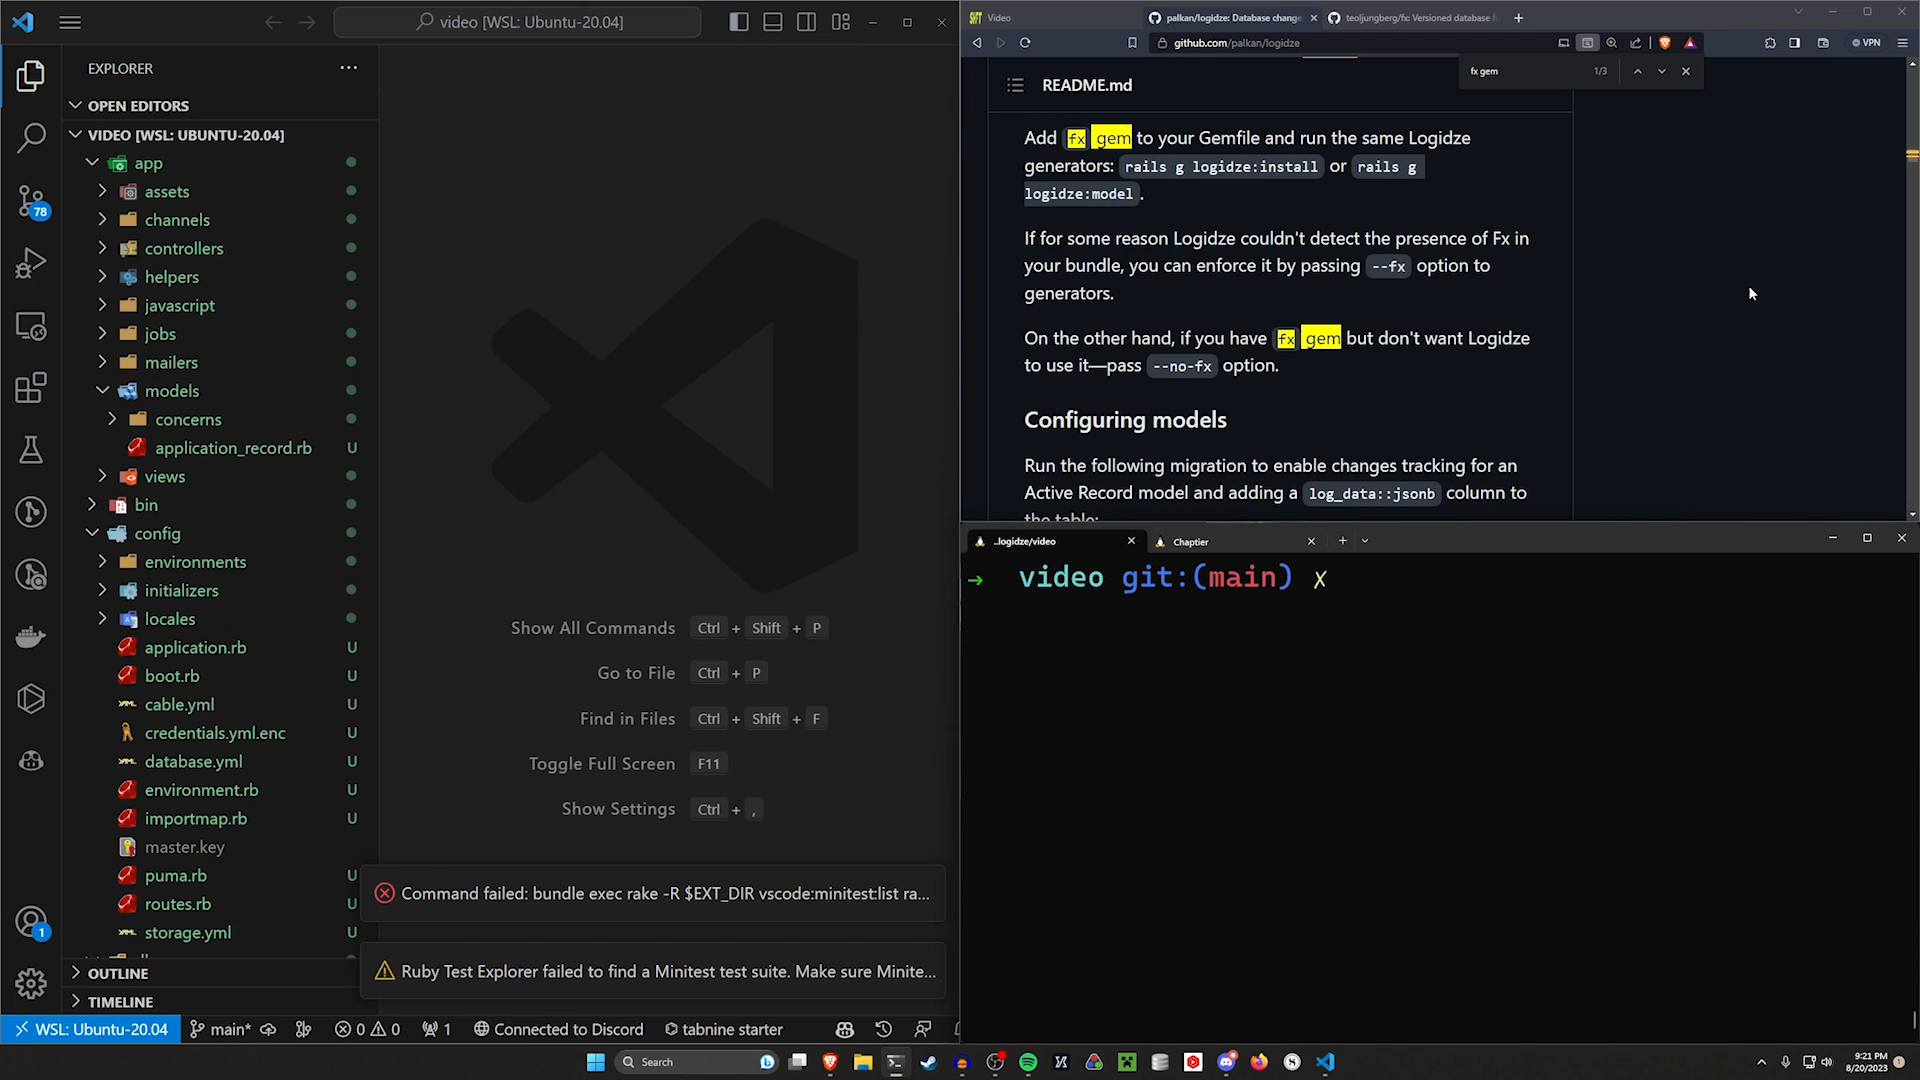 video [WSL: Ubuntu-20.04]
EXPLORER
OPEN EDITORS
VIDEO [WSL: UBUNTU-20.04]
app
assets
channels
controllers
helpers
javascript
jobs
mailers
models
concerns
application_record.rb U
views
bin
config
environments
initializers
locales
application.rb U
boot.rb U
cable.yml U
credentials.yml.enc U
database.yml U
environment.rb U
importmap.rb U
master.key
puma.rb U
routes.rb U
storage.yml U
OUTLINE
TIMELINE
78
1
Show All Commands Ctrl + Shift + P
Go to File Ctrl + P
Find in Files Ctrl + Shift + F
Toggle Full Screen F11
Show Settings Ctrl + ,
Command failed: bundle exec rake -R $EXT_DIR vscode:minitest:list ra...
Ruby Test Explorer failed to find a Minitest test suite. Make sure Minite...
WSL: Ubuntu-20.04 main* 0 0 1 Connected to Discord tabnine starter
Video
palkan/logidze: Database change
teoljungberg/fx: Versioned database f
github.com/palkan/logidze
VPN
fx gem 1/3
README.md
Add fx gem to your Gemfile and run the same Logidze
generators: rails g logidze:install or rails g
logidze:model .
If for some reason Logidze couldn't detect the presence of Fx in
your bundle, you can enforce it by passing --fx option to
generators.
On the other hand, if you have fx gem but don't want Logidze
to use it—pass --no-fx option.
Configuring models
Run the following migration to enable changes tracking for an
Active Record model and adding a log_data::jsonb column to
the table:
..logidze/video
Chaptier
→ video git:(main) ✗
Search
9:21 PM
8/20/2023